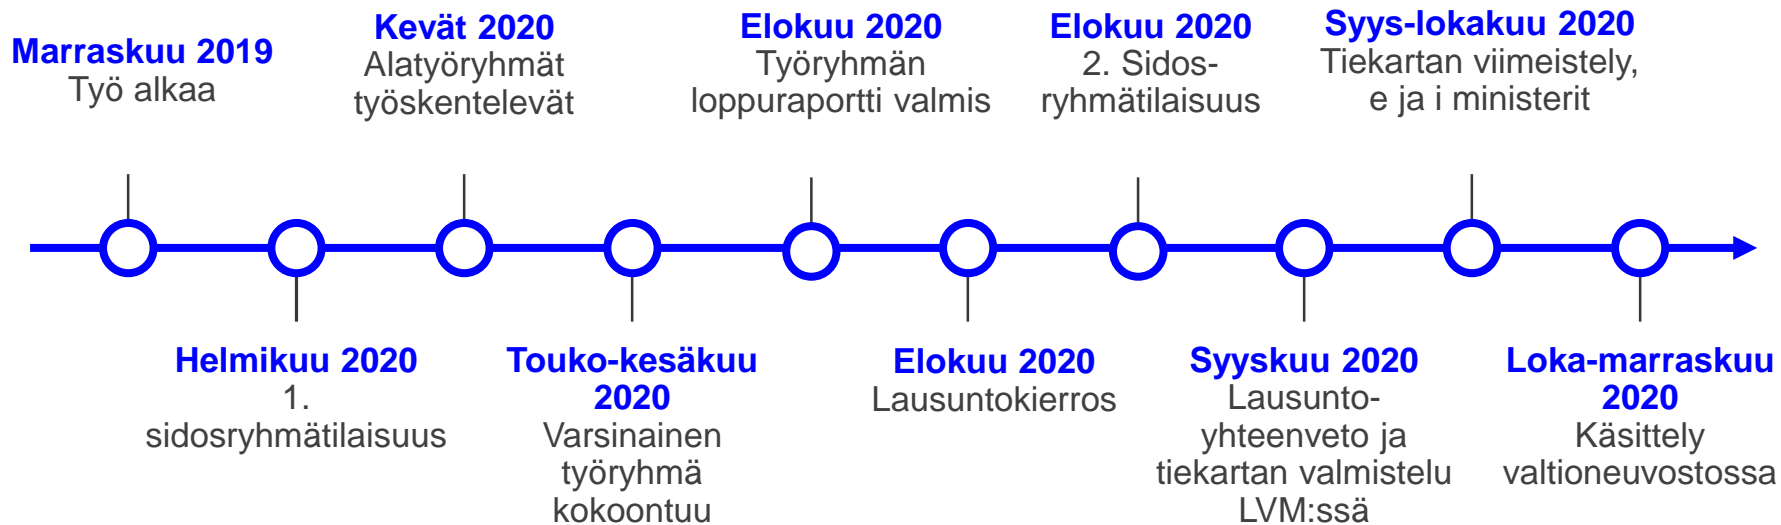 Marraskuu 2019
Työ alkaa
Helmikuu 2020
1.
sidosryhmätilaisuus
Kevät 2020
Alatyöryhmät
työskentelevät
Touko-kesäkuu
2020
Varsinainen
työryhmä
kokoontuu
Elokuu 2020
Työryhmän
loppuraportti valmis
Elokuu 2020
Lausuntokierros
Elokuu 2020
2. Sidos-
ryhmätilaisuus
Syyskuu 2020
Lausunto-
yhteenveto ja
tiekartan valmistelu
LVM:ssä
Syys-lokakuu 2020
Tiekartan viimeistely,
e ja i ministerit
Loka-marraskuu
2020
Käsittely
valtioneuvostossa